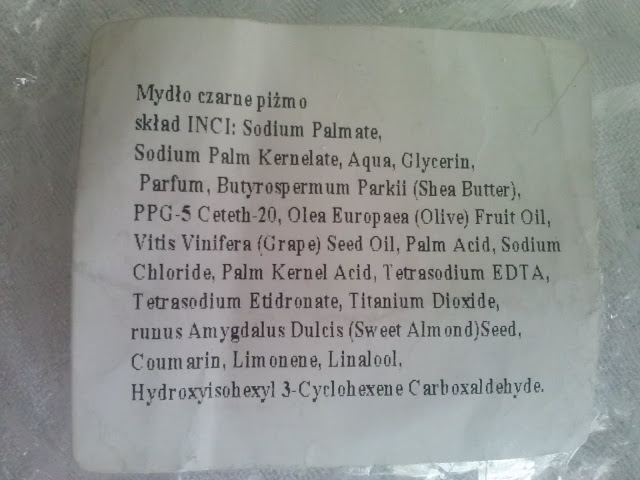 Mydło czarne piżmo
skład INCI: Sodium Palmate,
Sodium Palm Kernelate, Aqua, Glycerin,
Parfum, Butyrospermum Parkii (Shea Butter),
PPG-5 Ceteth-20, Olea Europaea (Olive) Fruit Oil,
Vitis Vinifera (Grape) Seed Oil, Palm Acid, Sodium
Chloride, Palm Kernel Acid, Tetrasodium EDTA,
Tetrasodium Etidronate, Titanium Dioxide,
runus Amygdalus Dulcis (Sweet Almond)Seed,
Coumarin, Limonene, Linalool,
Hydroxyisohexyl 3-Cyclohexene Carboxaldehyde.